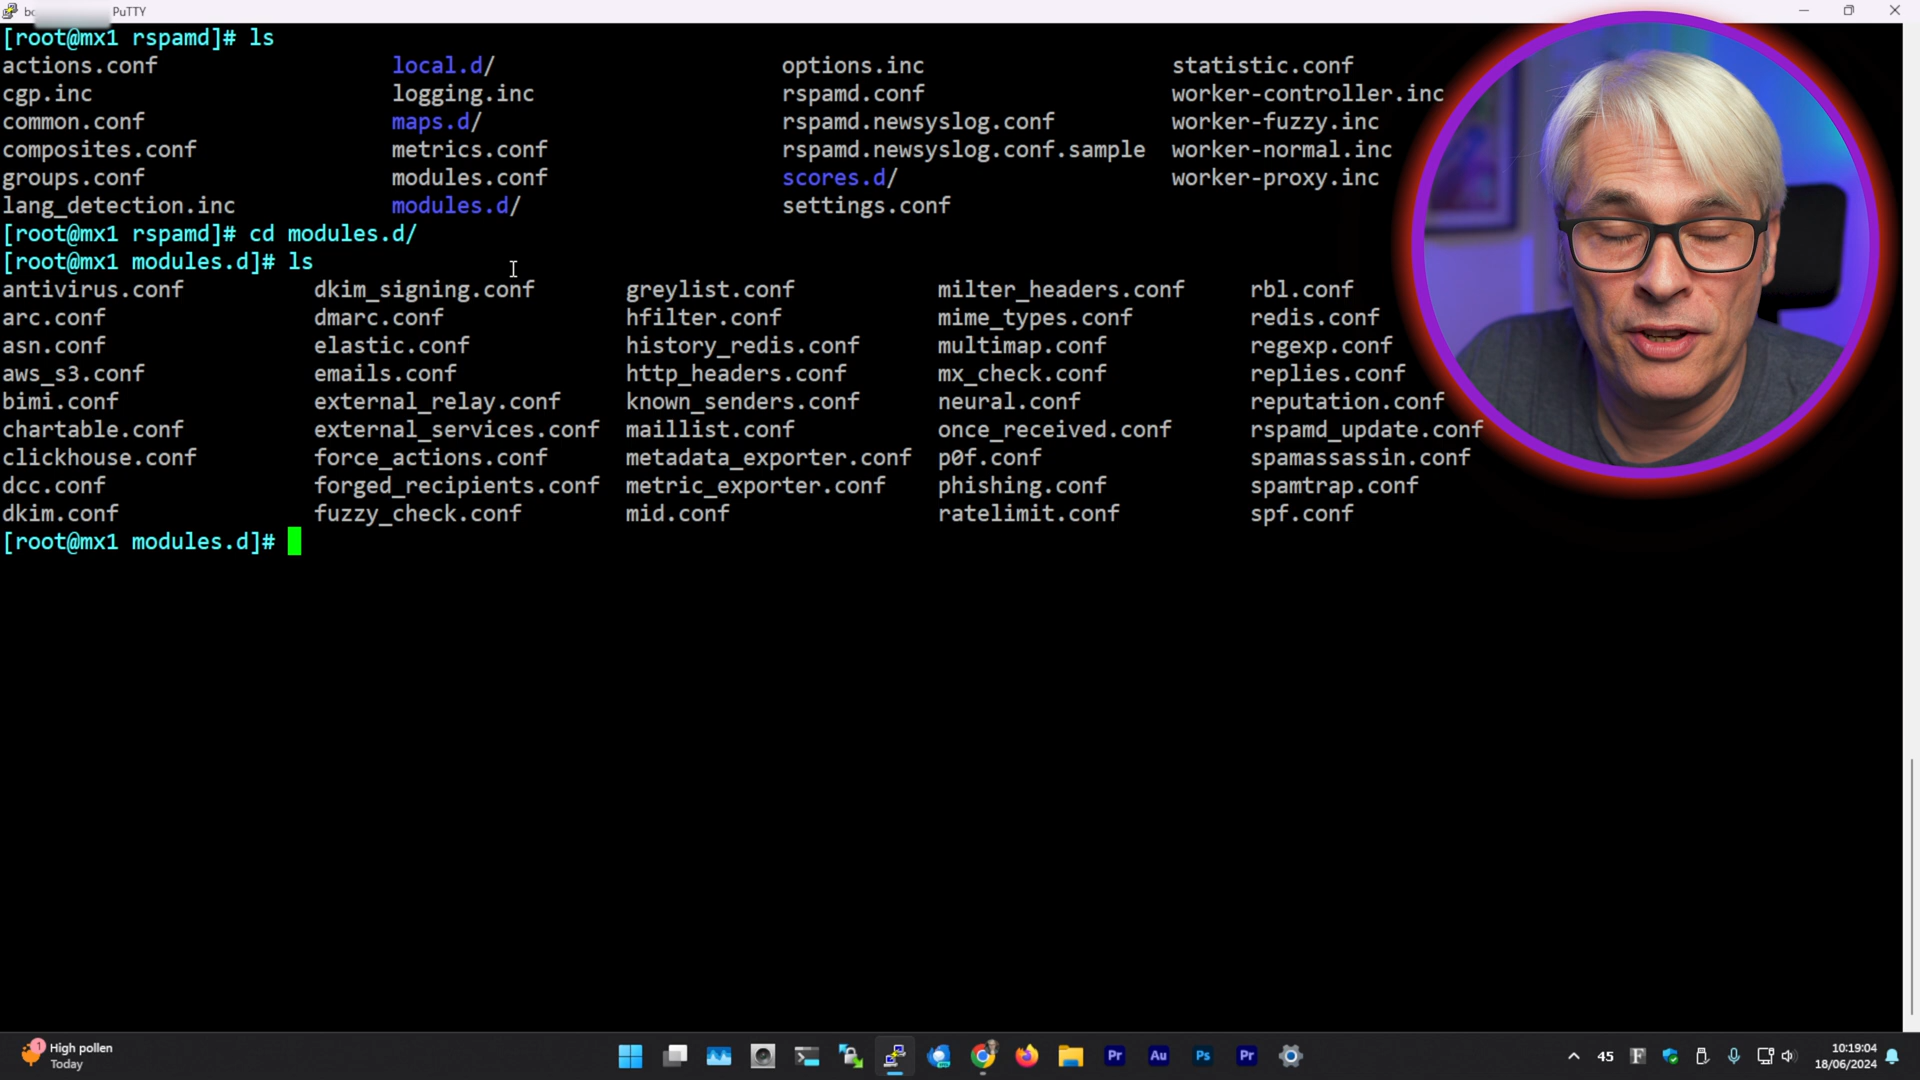 PuTTY
[root@mx1 rspamd]# ls
actions.conf local.d/ options.inc statistic.conf
cgp.inc logging.inc rspamd.conf worker-controller.inc
common.conf maps.d/ rspamd.newsyslog.conf worker-fuzzy.inc
composites.conf metrics.conf rspamd.newsyslog.conf.sample worker-normal.inc
groups.conf modules.conf scores.d/ worker-proxy.inc
lang_detection.inc modules.d/ settings.conf
[root@mx1 rspamd]# cd modules.d/
[root@mx1 modules.d]# ls
antivirus.conf dkim_signing.conf greylist.conf milter_headers.conf rbl.conf
arc.conf dmarc.conf hfilter.conf mime_types.conf redis.conf
asn.conf elastic.conf history_redis.conf multimap.conf regexp.conf
aws_s3.conf emails.conf http_headers.conf mx_check.conf replies.conf
bimi.conf external_relay.conf known_senders.conf neural.conf reputation.conf
chartable.conf external_services.conf maillist.conf once_received.conf rspamd_update.conf
clickhouse.conf force_actions.conf metadata_exporter.conf p0f.conf spamassassin.conf
dcc.conf forged_recipients.conf metric_exporter.conf phishing.conf spamtrap.conf
dkim.conf fuzzy_check.conf mid.conf ratelimit.conf spf.conf
[root@mx1 modules.d]#
1 High pollen
Today
Pr Au Ps Pr
45
F
10:19:04
18/06/2024